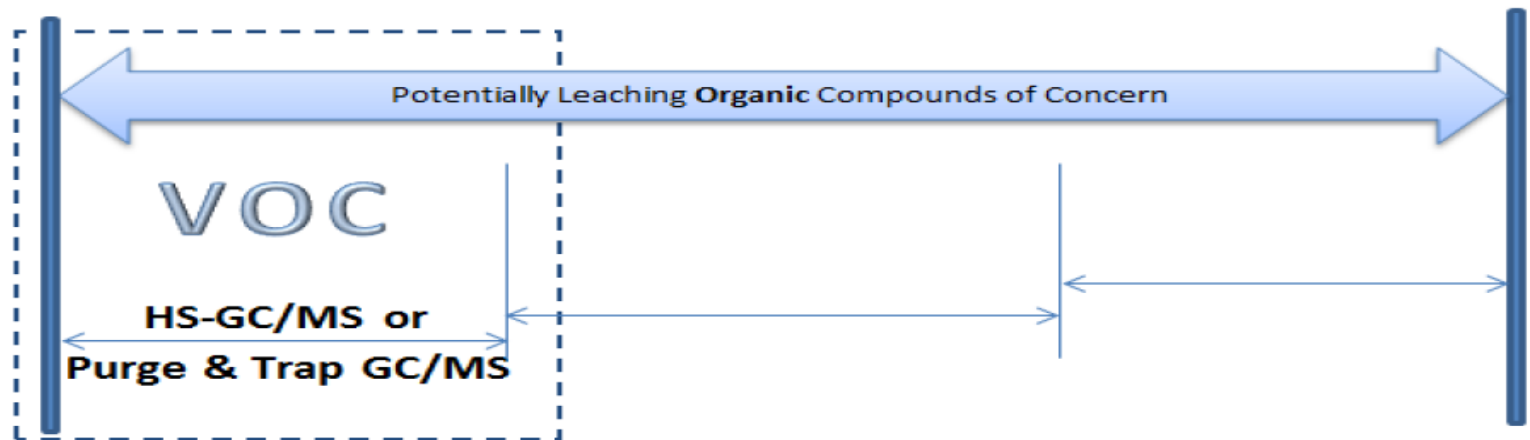 Potentially Leaching Organic Compounds of Concern
VOC
HS-GC/MS or
Purge & Trap GC/MS